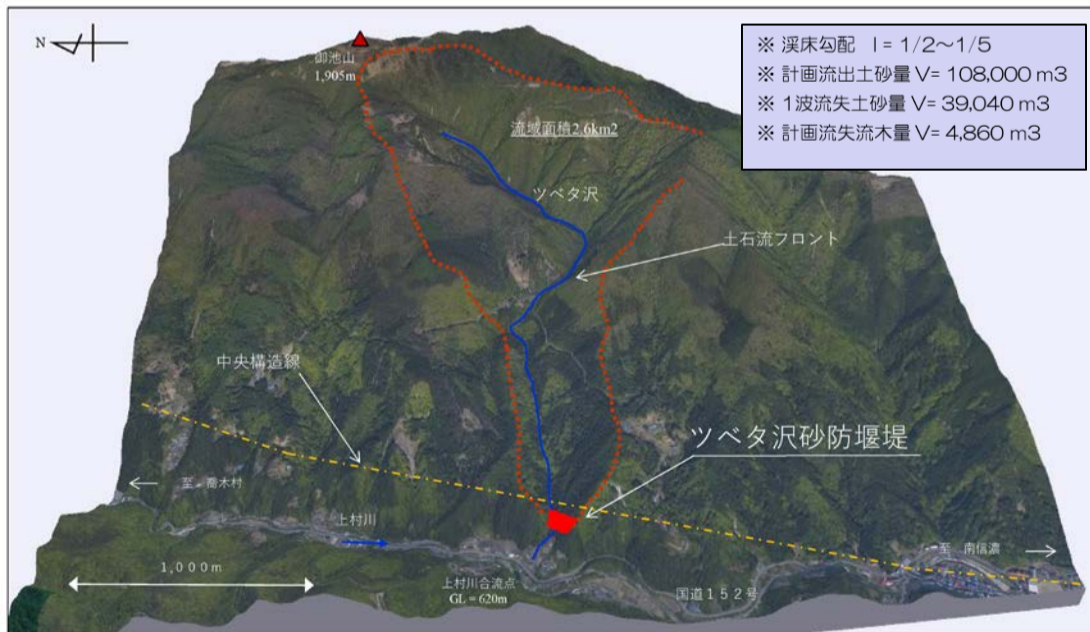 N
※ 渓床勾配 I = 1/2～1/5
※ 計画流出土砂量 V= 108,000 m3
※ 1波流失土砂量 V= 39,040 m3
※ 計画流失流木量 V= 4,860 m3
御池山
1,905m
流域面積2.6km2
ツベタ沢
土石流フロント
中央構造線
ツベタ沢砂防堰堤
至 喬木村
上村川
至 南信濃
1,000m
上村川合流点
GL = 620m
国道152号